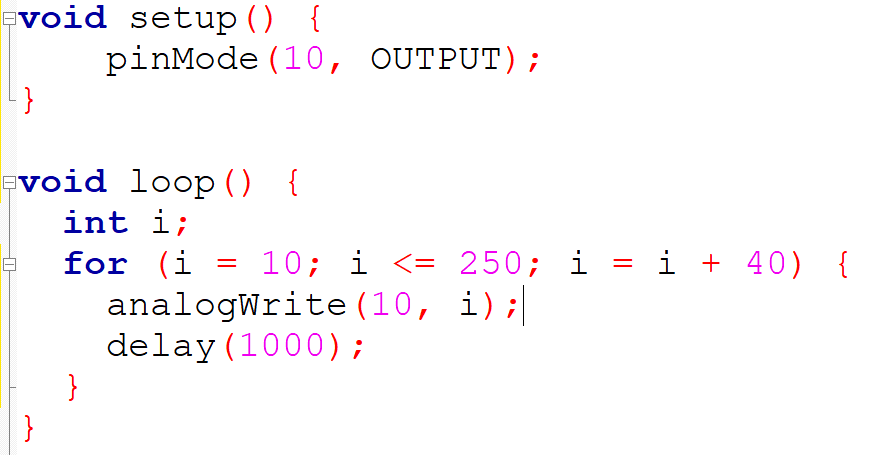 void setup() {
    pinMode(10, OUTPUT);
}
void loop() {
  int i;
  for (i = 10; i <= 250; i = i + 40) {
    analogWrite(10, i);
    delay(1000);
  }
}